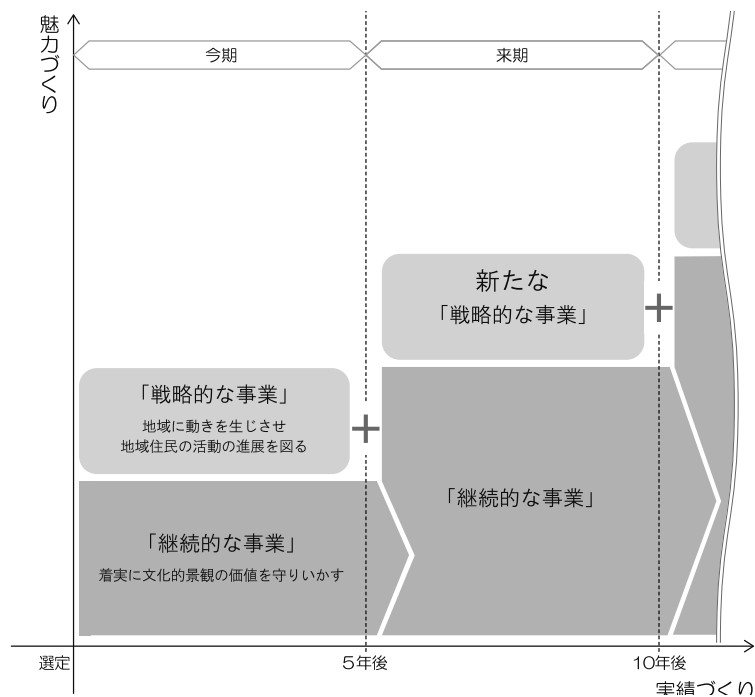 魅力づくり
今期
来期
新たな
「戦略的な事業」
「戦略的な事業」
地域に動きを生じさせ
地域住民の活動の進展を図る
「継続的な事業」
「継続的な事業」
着実に文化的景観の価値を守りいかす
選定
5年後
10年後
実績づくり